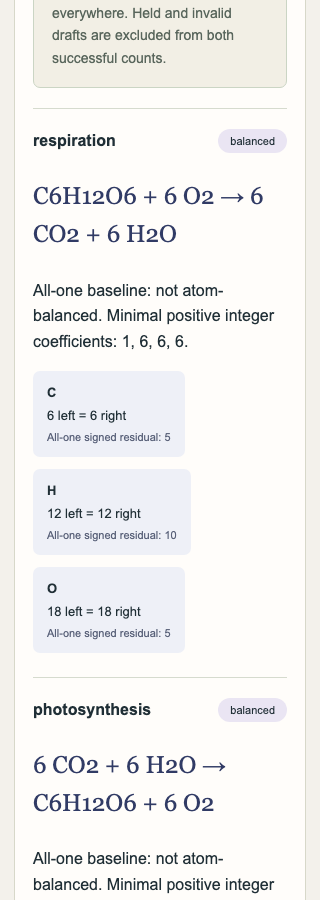 everywhere. Held and invalid
drafts are excluded from both
successful counts.
respiration
balanced
C6H12O6 + 6 O2 → 6
CO2 + 6 H2O
All-one baseline: not atom-
balanced. Minimal positive integer
coefficients: 1, 6, 6, 6.
C
6 left = 6 right
All-one signed residual: 5
H
12 left = 12 right
All-one signed residual: 10
O
18 left = 18 right
All-one signed residual: 5
photosynthesis
balanced
6 CO2 + 6 H2O →
C6H12O6 + 6 O2
All-one baseline: not atom-
balanced. Minimal positive integer